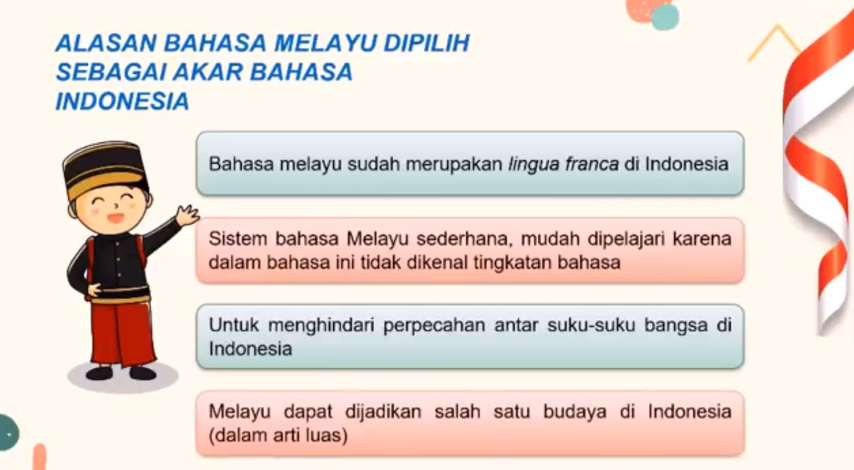 ALASAN BAHASA MELAYU DIPILIH
SEBAGAI AKAR BAHASA
INDONESIA
Bahasa melayu sudah merupakan lingua franca di Indonesia
Sistem bahasa Melayu sederhana, mudah dipelajari karena
dalam bahasa ini tidak dikenal tingkatan bahasa
Untuk menghindari perpecahan antar suku-suku bangsa di
Indonesia
Melayu dapat dijadikan salah satu budaya di Indonesia
(dalam arti luas)